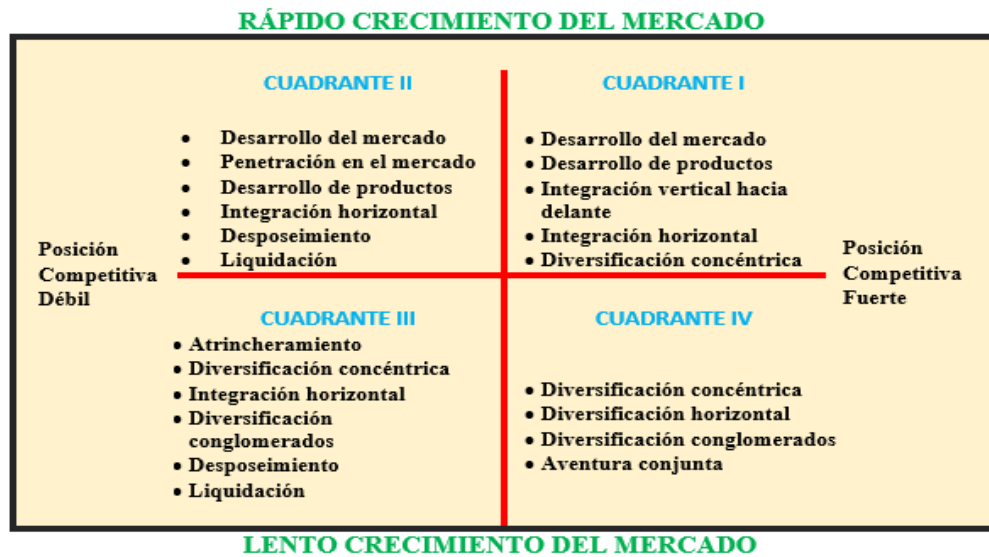 RÁPIDO CRECIMIENTO DEL MERCADO
CUADRANTE II
• Desarrollo del mercado
• Penetración en el mercado
• Desarrollo de productos
• Integración horizontal
• Desposeimiento
• Liquidación
CUADRANTE I
• Desarrollo del mercado
• Desarrollo de productos
• Integración vertical hacia
delante
• Integración horizontal
• Diversificación concéntrica
Posición
Competitiva
Débil
Posición
Competitiva
Fuerte
CUADRANTE III
• Atrincheramiento
• Diversificación concéntrica
• Integración horizontal
• Diversificación
conglomerados
• Desposeimiento
• Liquidación
CUADRANTE IV
• Diversificación concéntrica
• Diversificación horizontal
• Diversificación conglomerados
• Aventura conjunta
LENTO CRECIMIENTO DEL MERCADO